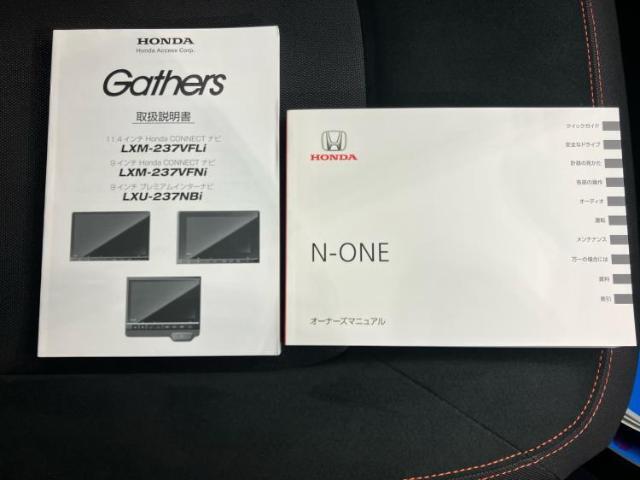 HONDA
Honda Access Corp.
Gathers
取扱説明書
11.4インチ Honda CONNECT ナビ
LXM-237VFLi
9インチ Honda CONNECT ナビ
LXM-237VFNi
8インチ プレミアムインターナビ
LXU-237NBi
HONDA
N-ONE
オーナーズマニュアル
クイックガイド
安全なドライブ
計器の見かた
各部の操作
オーディオ
運転
メンテナンス
万一の場合には
資料
索引